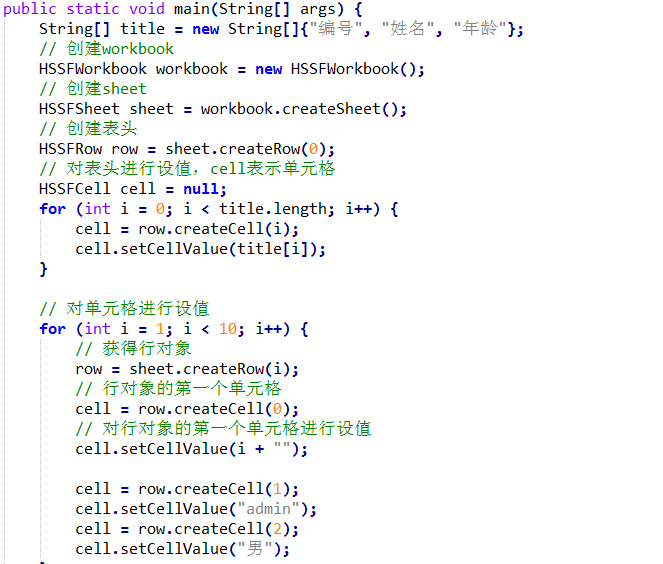 public static void main(String[] args) {
String[] title = new String[]{"编号", "姓名", "年龄"};
// 创建workbook
HSSFWorkbook workbook = new HSSFWorkbook();
// 创建sheet
HSSFSheet sheet = workbook.createSheet();
// 创建表头
HSSFRow row = sheet.createRow(0);
// 对表头进行设值，cell表示单元格
HSSFCell cell = null;
for (int i = 0; i < title.length; i++) {
cell = row.createCell(i);
cell.setCellValue(title[i]);
}
// 对单元格进行设值
for (int i = 1; i < 10; i++) {
// 获得行对象
row = sheet.createRow(i);
// 行对象的第一个单元格
cell = row.createCell(0);
// 对行对象的第一个单元格进行设值
cell.setCellValue(i + "");
cell = row.createCell(1);
cell.setCellValue("admin");
cell = row.createCell(2);
cell.setCellValue("男");